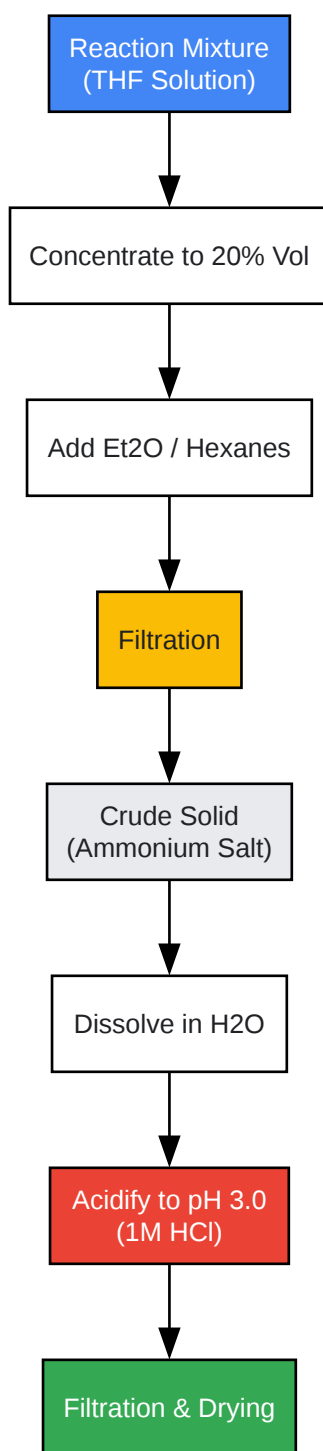 Reaction Mixture
(THF Solution)
Concentrate to 20% Vol
Add Et2O / Hexanes
Filtration
Crude Solid
(Ammonium Salt)
Dissolve in H2O
Acidify to pH 3.0
(1M HCl)
Filtration & Drying